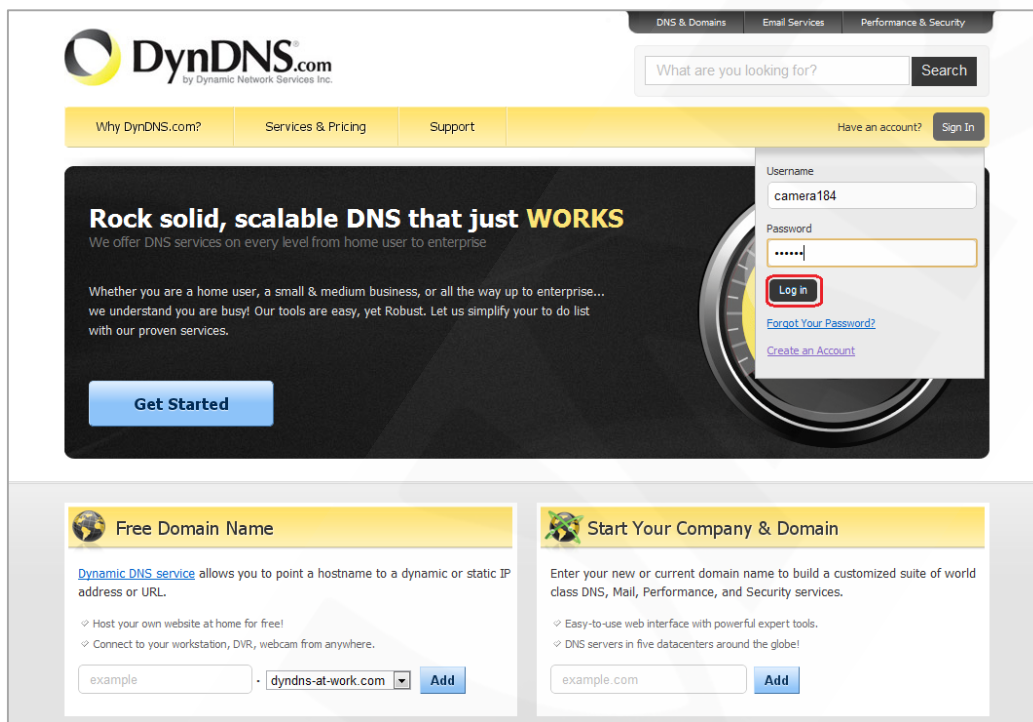 DNS & Domains Email Services Performance & Security
DynDNS.com
by Dynamic Network Services Inc.
What are you looking for? Search
Why DynDNS.com? Services & Pricing Support Have an account? Sign In
Username
camera184
Password
••••••
Log in
Forgot Your Password?
Create an Account
Rock solid, scalable DNS that just WORKS
We offer DNS services on every level from home user to enterprise
Whether you are a home user, a small & medium business, or all the way up to enterprise...
we understand you are busy! Our tools are easy, yet Robust. Let us simplify your to do list
with our proven services.
Get Started
Free Domain Name
Dynamic DNS service allows you to point a hostname to a dynamic or static IP
address or URL.
Host your own website at home for free!
Connect to your workstation, DVR, webcam from anywhere.
example . dyndns-at-work.com Add
Start Your Company & Domain
Enter your new or current domain name to build a customized suite of world
class DNS, Mail, Performance, and Security services.
Easy-to-use web interface with powerful expert tools.
DNS servers in five datacenters around the globe!
example.com Add